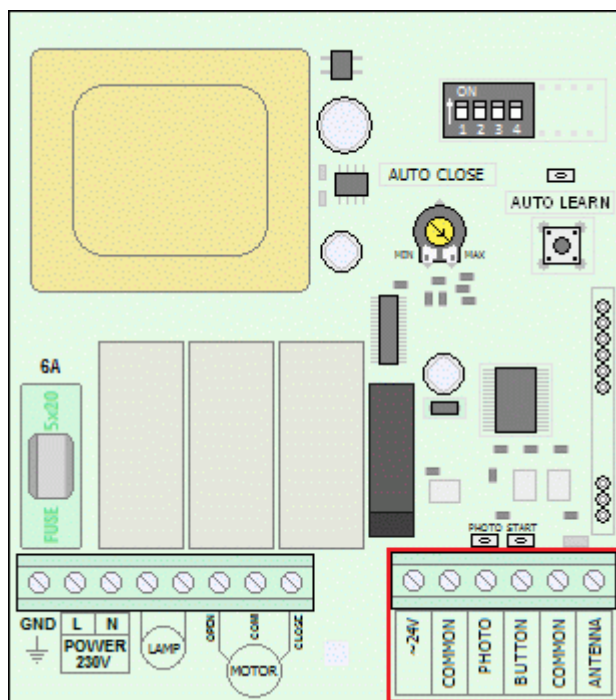 ON
1 2 3 4
AUTO CLOSE
AUTO LEARN
MIN MAX
6A
5x20
FUSE
PHOTO START
GND
L N
POWER
230V
LAMP
OPEN
COM
CLOSE
MOTOR
~24V
COMMON
PHOTO
BUTTON
COMMON
ANTENNA